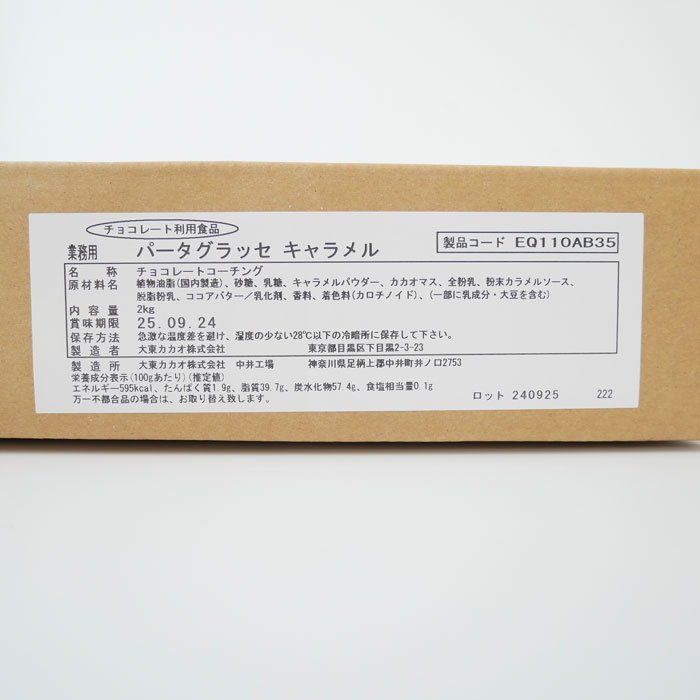 チョコレート利用食品
業務用 パータグラッセ キャラメル 製品コード EQ110AB35
名称 チョコレートコーチング
原材料名 植物油脂(国内製造)、砂糖、乳糖、キャラメルパウダー、カカオマス、全粉乳、粉末カラメルソース、
脱脂粉乳、ココアバター/乳化剤、香料、着色料(カロチノイド)、(一部に乳成分・大豆を含む)
内容量 2kg
賞味期限 25.09.24
保存方法 急激な温度差を避け、湿度の少ない28℃以下の冷暗所に保存して下さい。
製造者 大東カカオ株式会社 東京都目黒区下目黒2-3-23
製造所 大東カカオ株式会社 中井工場 神奈川県足柄上郡中井町井ノ口2753
栄養成分表示(100gあたり)(推定値)
エネルギー595kcal、たんぱく質1.9g、脂質39.7g、炭水化物57.4g、食塩相当量0.1g
万一不都合品の場合は、お取り替え致します。
ロット 240925 222